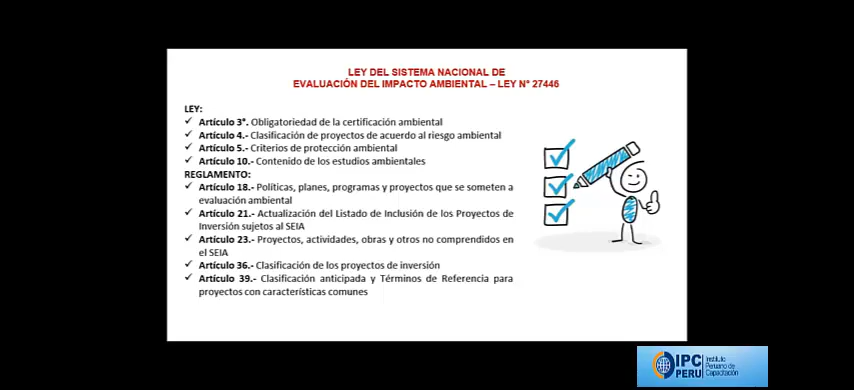 LEY DEL SISTEMA NACIONAL DE
EVALUACIÓN DEL IMPACTO AMBIENTAL – LEY N° 27446
LEY:
✓ Artículo 3°. Obligatoriedad de la certificación ambiental
✓ Artículo 4.- Clasificación de proyectos de acuerdo al riesgo ambiental
✓ Artículo 5.- Criterios de protección ambiental
✓ Artículo 10.- Contenido de los estudios ambientales
REGLAMENTO:
✓ Artículo 18.- Políticas, planes, programas y proyectos que se someten a
evaluación ambiental
✓ Artículo 21.- Actualización del Listado de Inclusión de los Proyectos de
Inversión sujetos al SEIA
✓ Artículo 23.- Proyectos, actividades, obras y otros no comprendidos en
el SEIA
✓ Artículo 36.- Clasificación de los proyectos de inversión
✓ Artículo 39.- Clasificación anticipada y Términos de Referencia para
proyectos con características comunes
IPC
PERU
Instituto
Peruano de
Capacitación